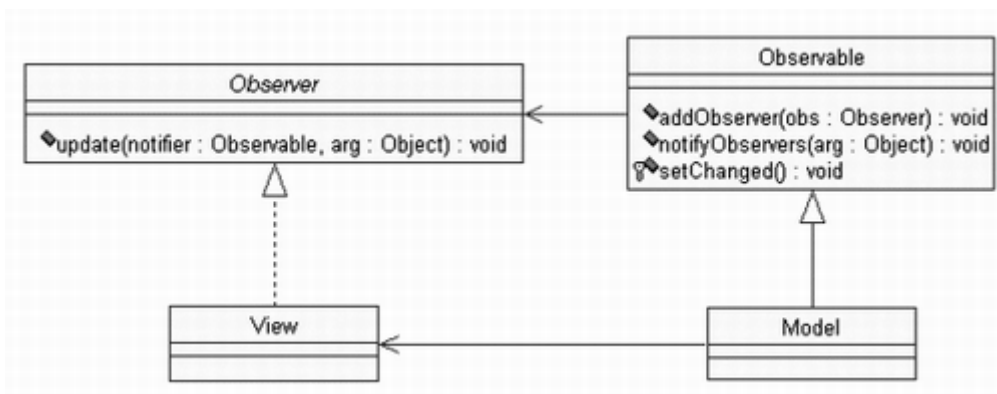 Observer
update(notifier : Observable, arg : Object) : void
Observable
addObserver(obs : Observer) : void
notifyObservers(arg : Object) : void
setChanged() : void
View
Model